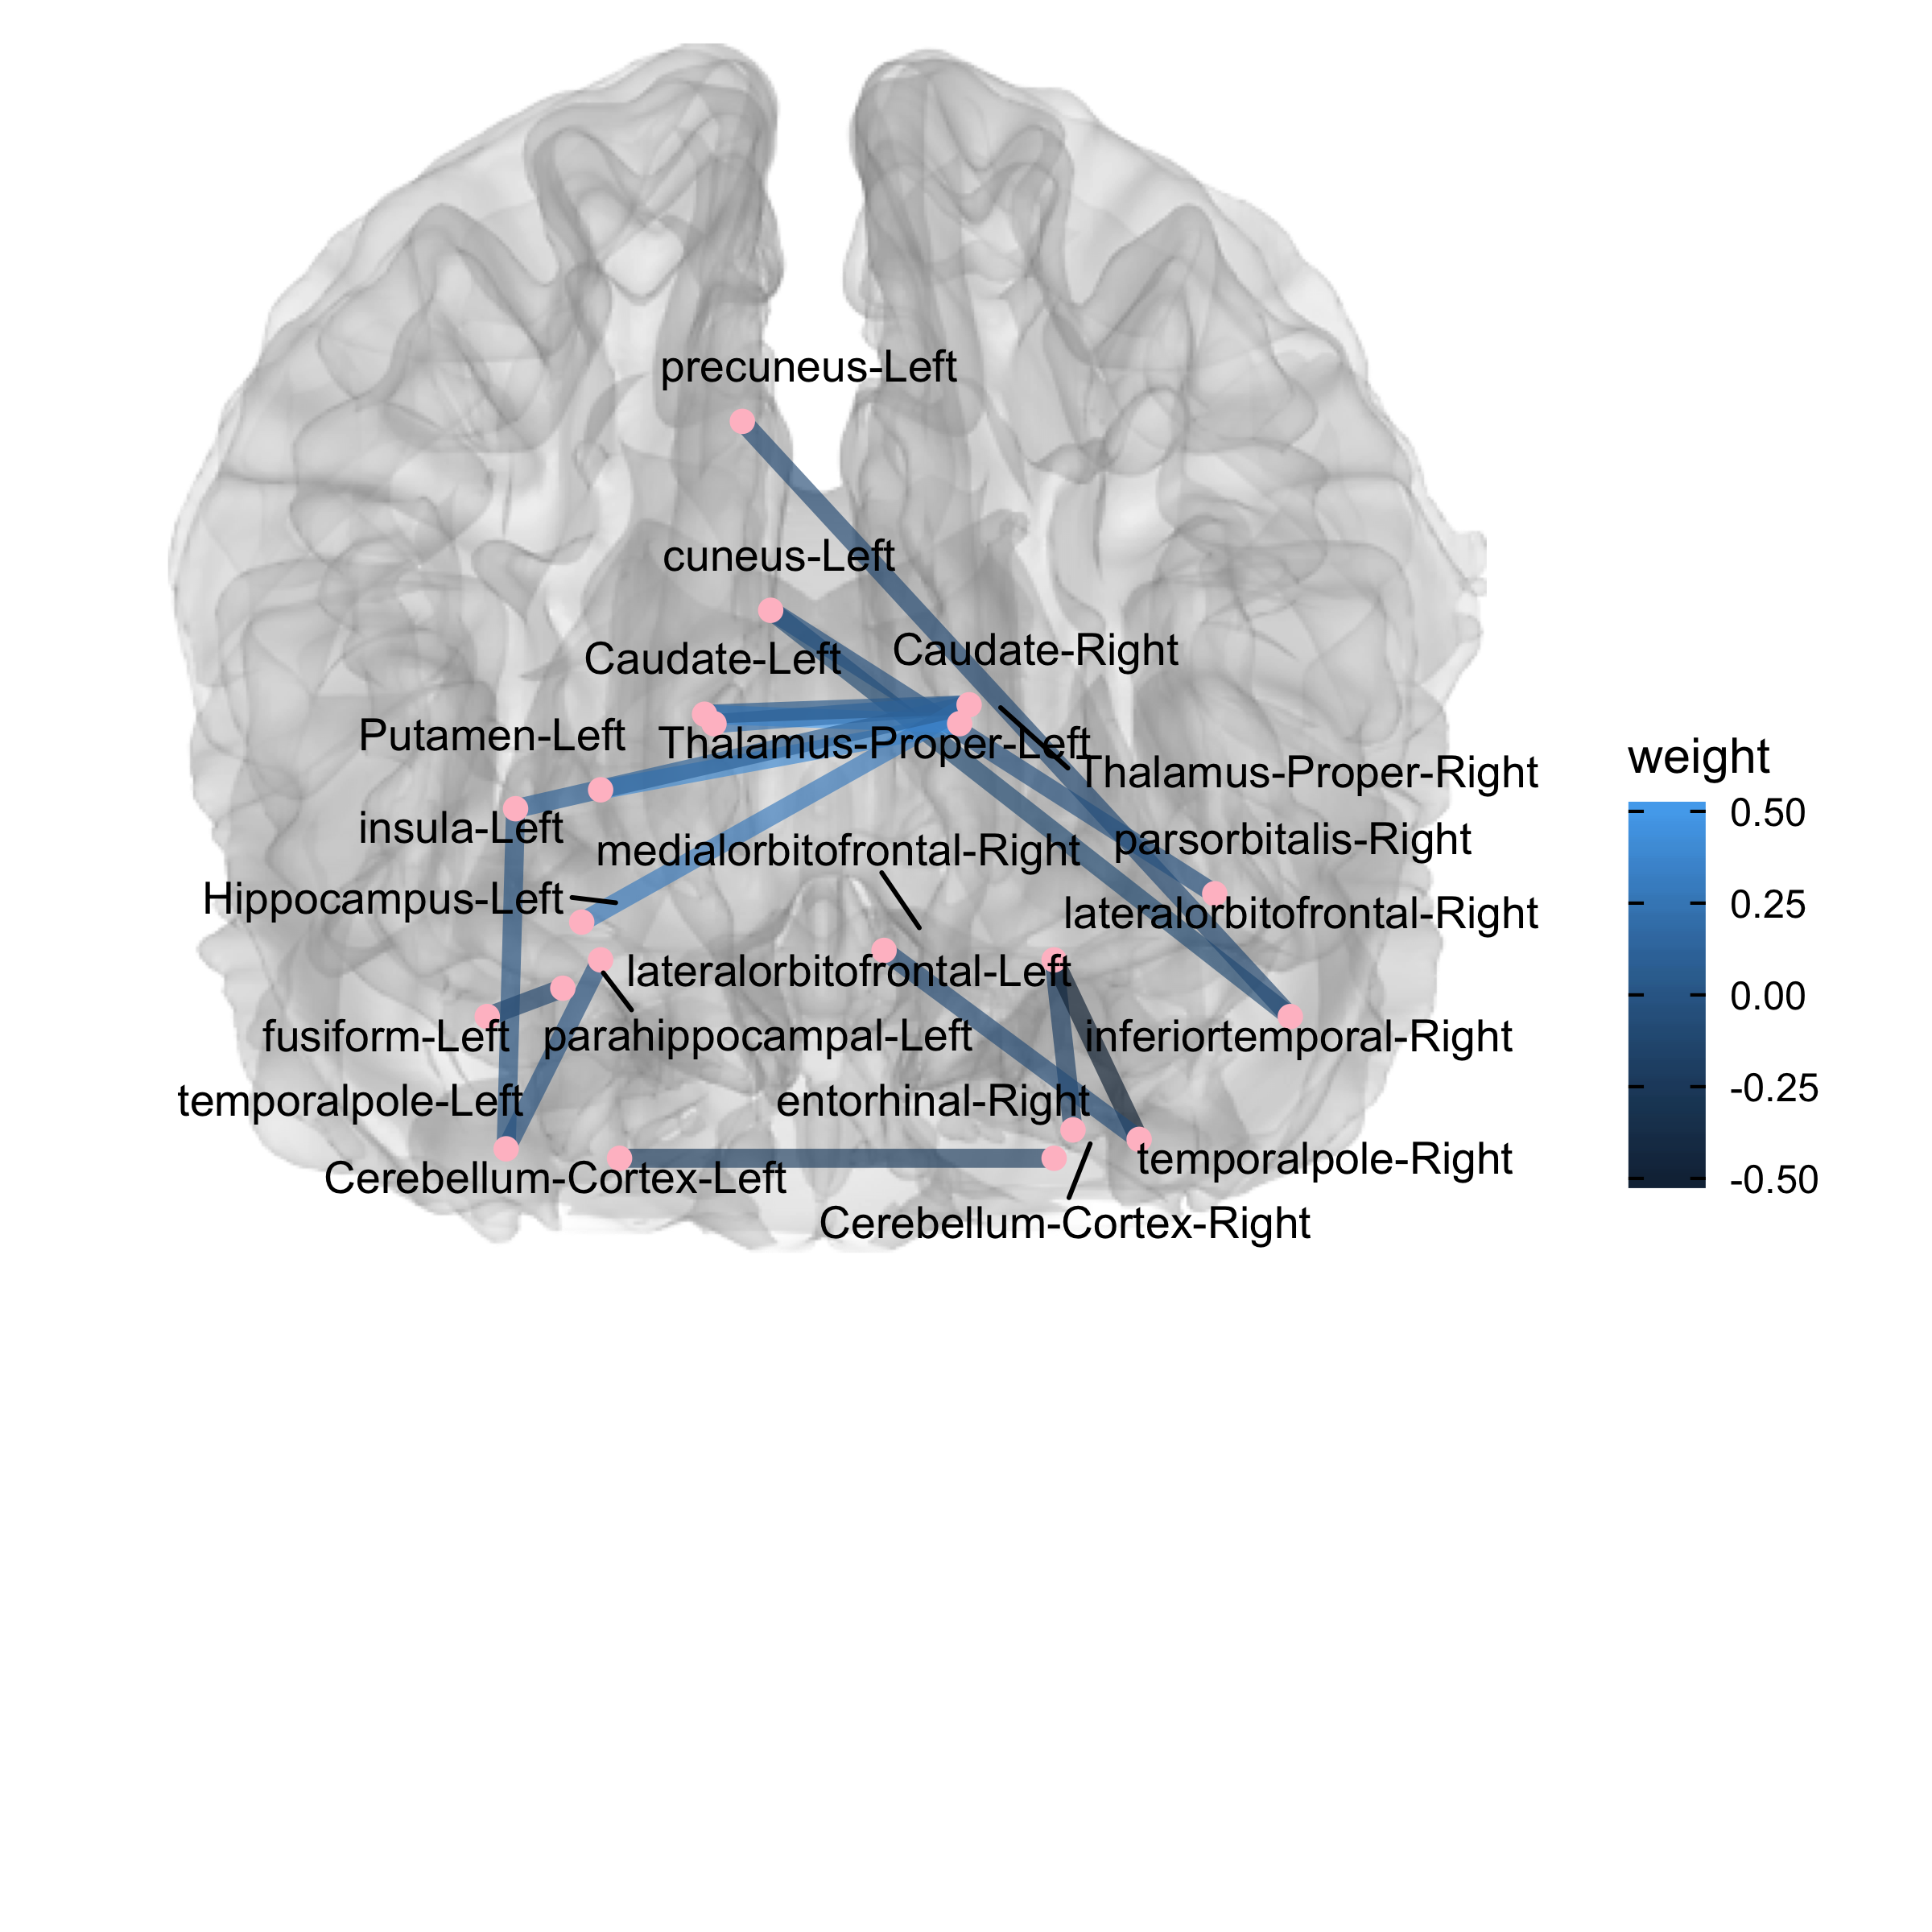 precuneus-Left
cuneus-Left
Caudate-Left
Caudate-Right
Putamen-Left
Thalamus-Proper-Left
Thalamus-Proper-Right
insula-Left
medialorbitofrontal-Right
parsorbitalis-Right
Hippocampus-Left
lateralorbitofrontal-Right
lateralorbitofrontal-Left
fusiform-Left
parahippocampal-Left
inferiortemporal-Right
temporalpole-Left
entorhinal-Right
Cerebellum-Cortex-Left
temporalpole-Right
Cerebellum-Cortex-Right
weight
0.50
0.25
0.00
-0.25
-0.50